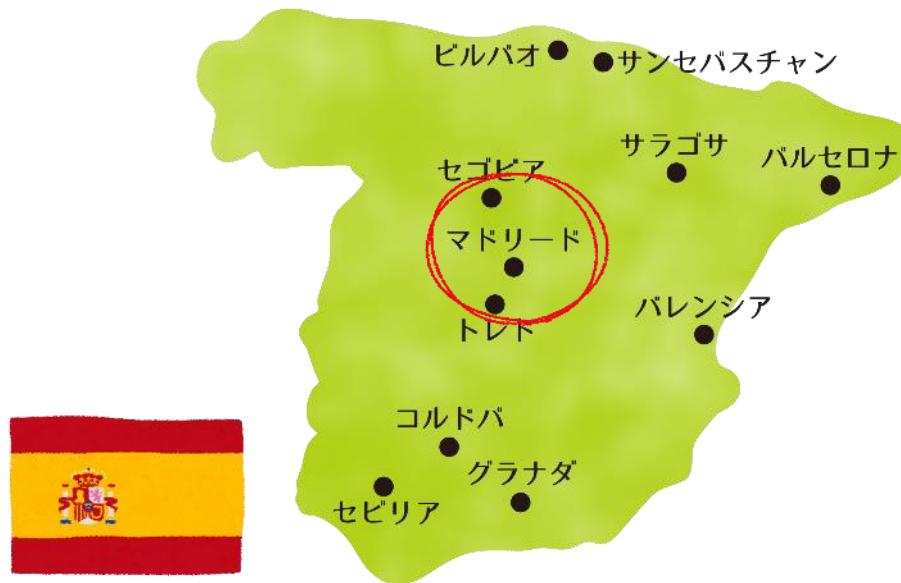 ビルバオ
サンセバスチャン
サラゴサ
バルセロナ
セゴビア
マドリード
トレド
バレンシア
コルドバ
グラナダ
セビリア